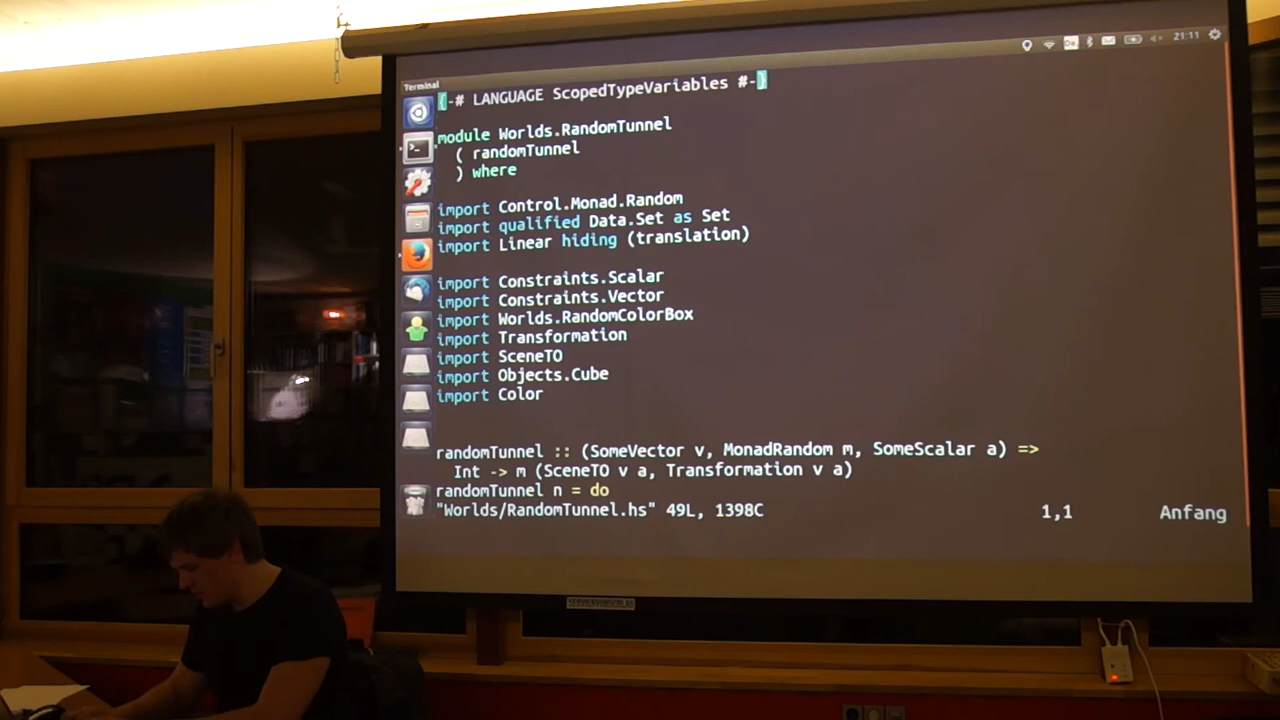 21:11
Terminal
{-# LANGUAGE ScopedTypeVariables #-}
module Worlds.RandomTunnel
( randomTunnel
) where
import Control.Monad.Random
import qualified Data.Set as Set
import Linear hiding (translation)
import Constraints.Scalar
import Constraints.Vector
import Worlds.RandomColorBox
import Transformation
import SceneTO
import Objects.Cube
import Color
randomTunnel :: (SomeVector v, MonadRandom m, SomeScalar a) =>
Int -> m (SceneTO v a, Transformation v a)
randomTunnel n = do
"Worlds/RandomTunnel.hs" 49L, 1398C 1,1 Anfang